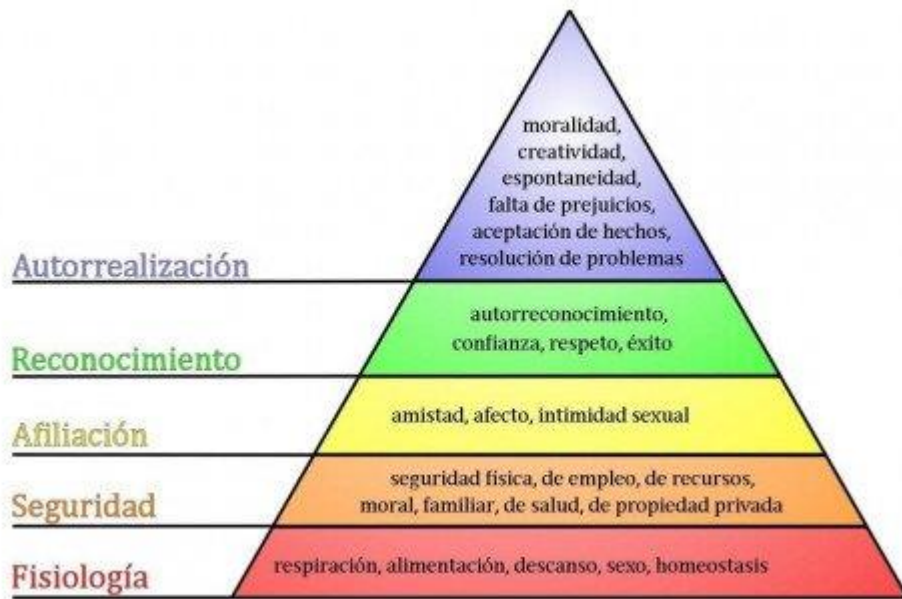 moralidad,
creatividad,
espontaneidad,
falta de prejuicios,
aceptación de hechos,
resolución de problemas
Autorrealización
autorreconocimiento,
confianza, respeto, éxito
Reconocimiento
amistad, afecto, intimidad sexual
Afiliación
seguridad física, de empleo, de recursos,
moral, familiar, de salud, de propiedad privada
Seguridad
respiración, alimentación, descanso, sexo, homeostasis
Fisiología